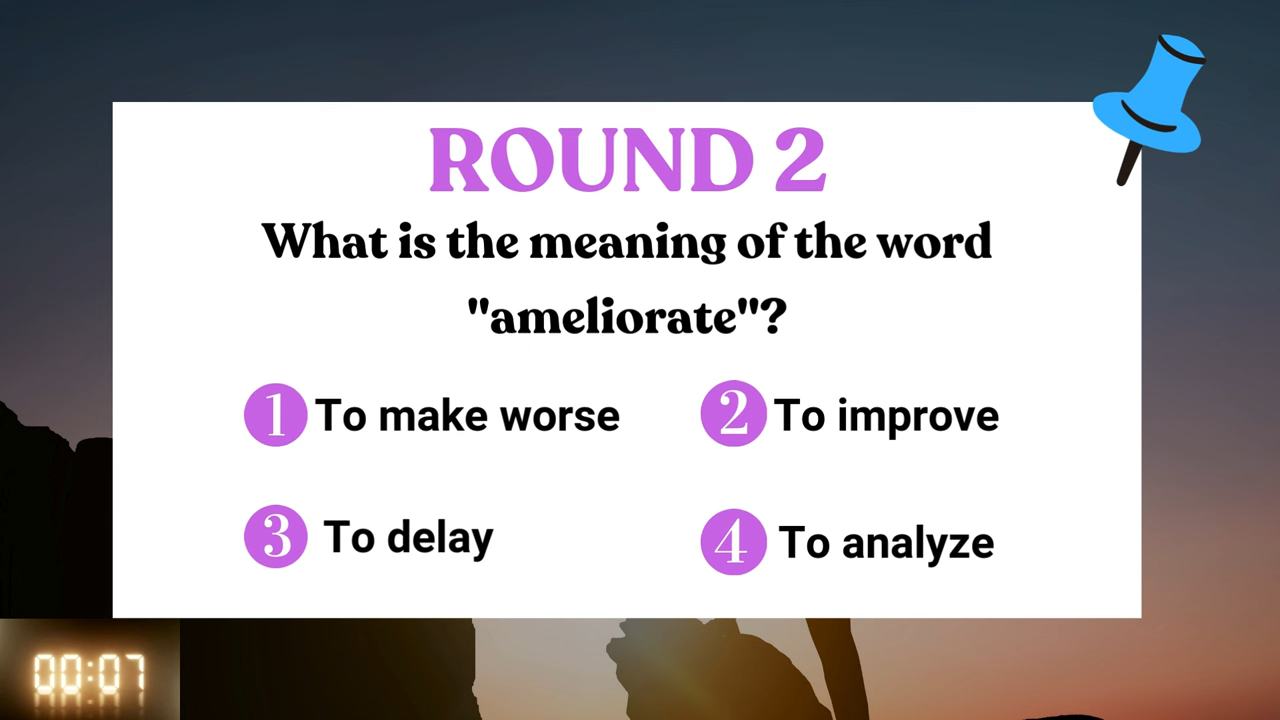 ROUND 2
What is the meaning of the word
"ameliorate"?
1 To make worse
2 To improve
3 To delay
4 To analyze
00:07